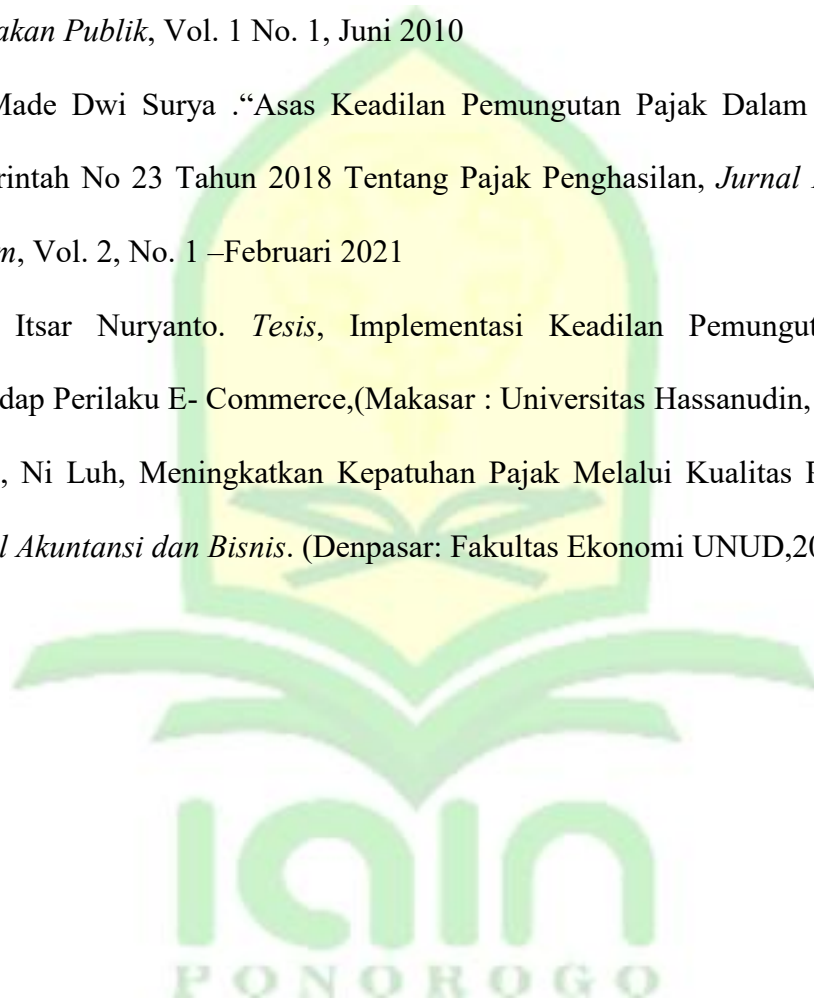 akan Publik, Vol. 1 No. 1, Juni 2010
Made Dwi Surya .“Asas Keadilan Pemungutan Pajak Dalam
rintah No 23 Tahun 2018 Tentang Pajak Penghasilan, Jurnal
m, Vol. 2, No. 1 –Februari 2021
Itsar Nuryanto. Tesis, Implementasi Keadilan Pemungut
dap Perilaku E- Commerce,(Makasar : Universitas Hassanudin,
, Ni Luh, Meningkatkan Kepatuhan Pajak Melalui Kualitas
l Akuntansi dan Bisnis. (Denpasar: Fakultas Ekonomi UNUD,20
iain
PONOROGO